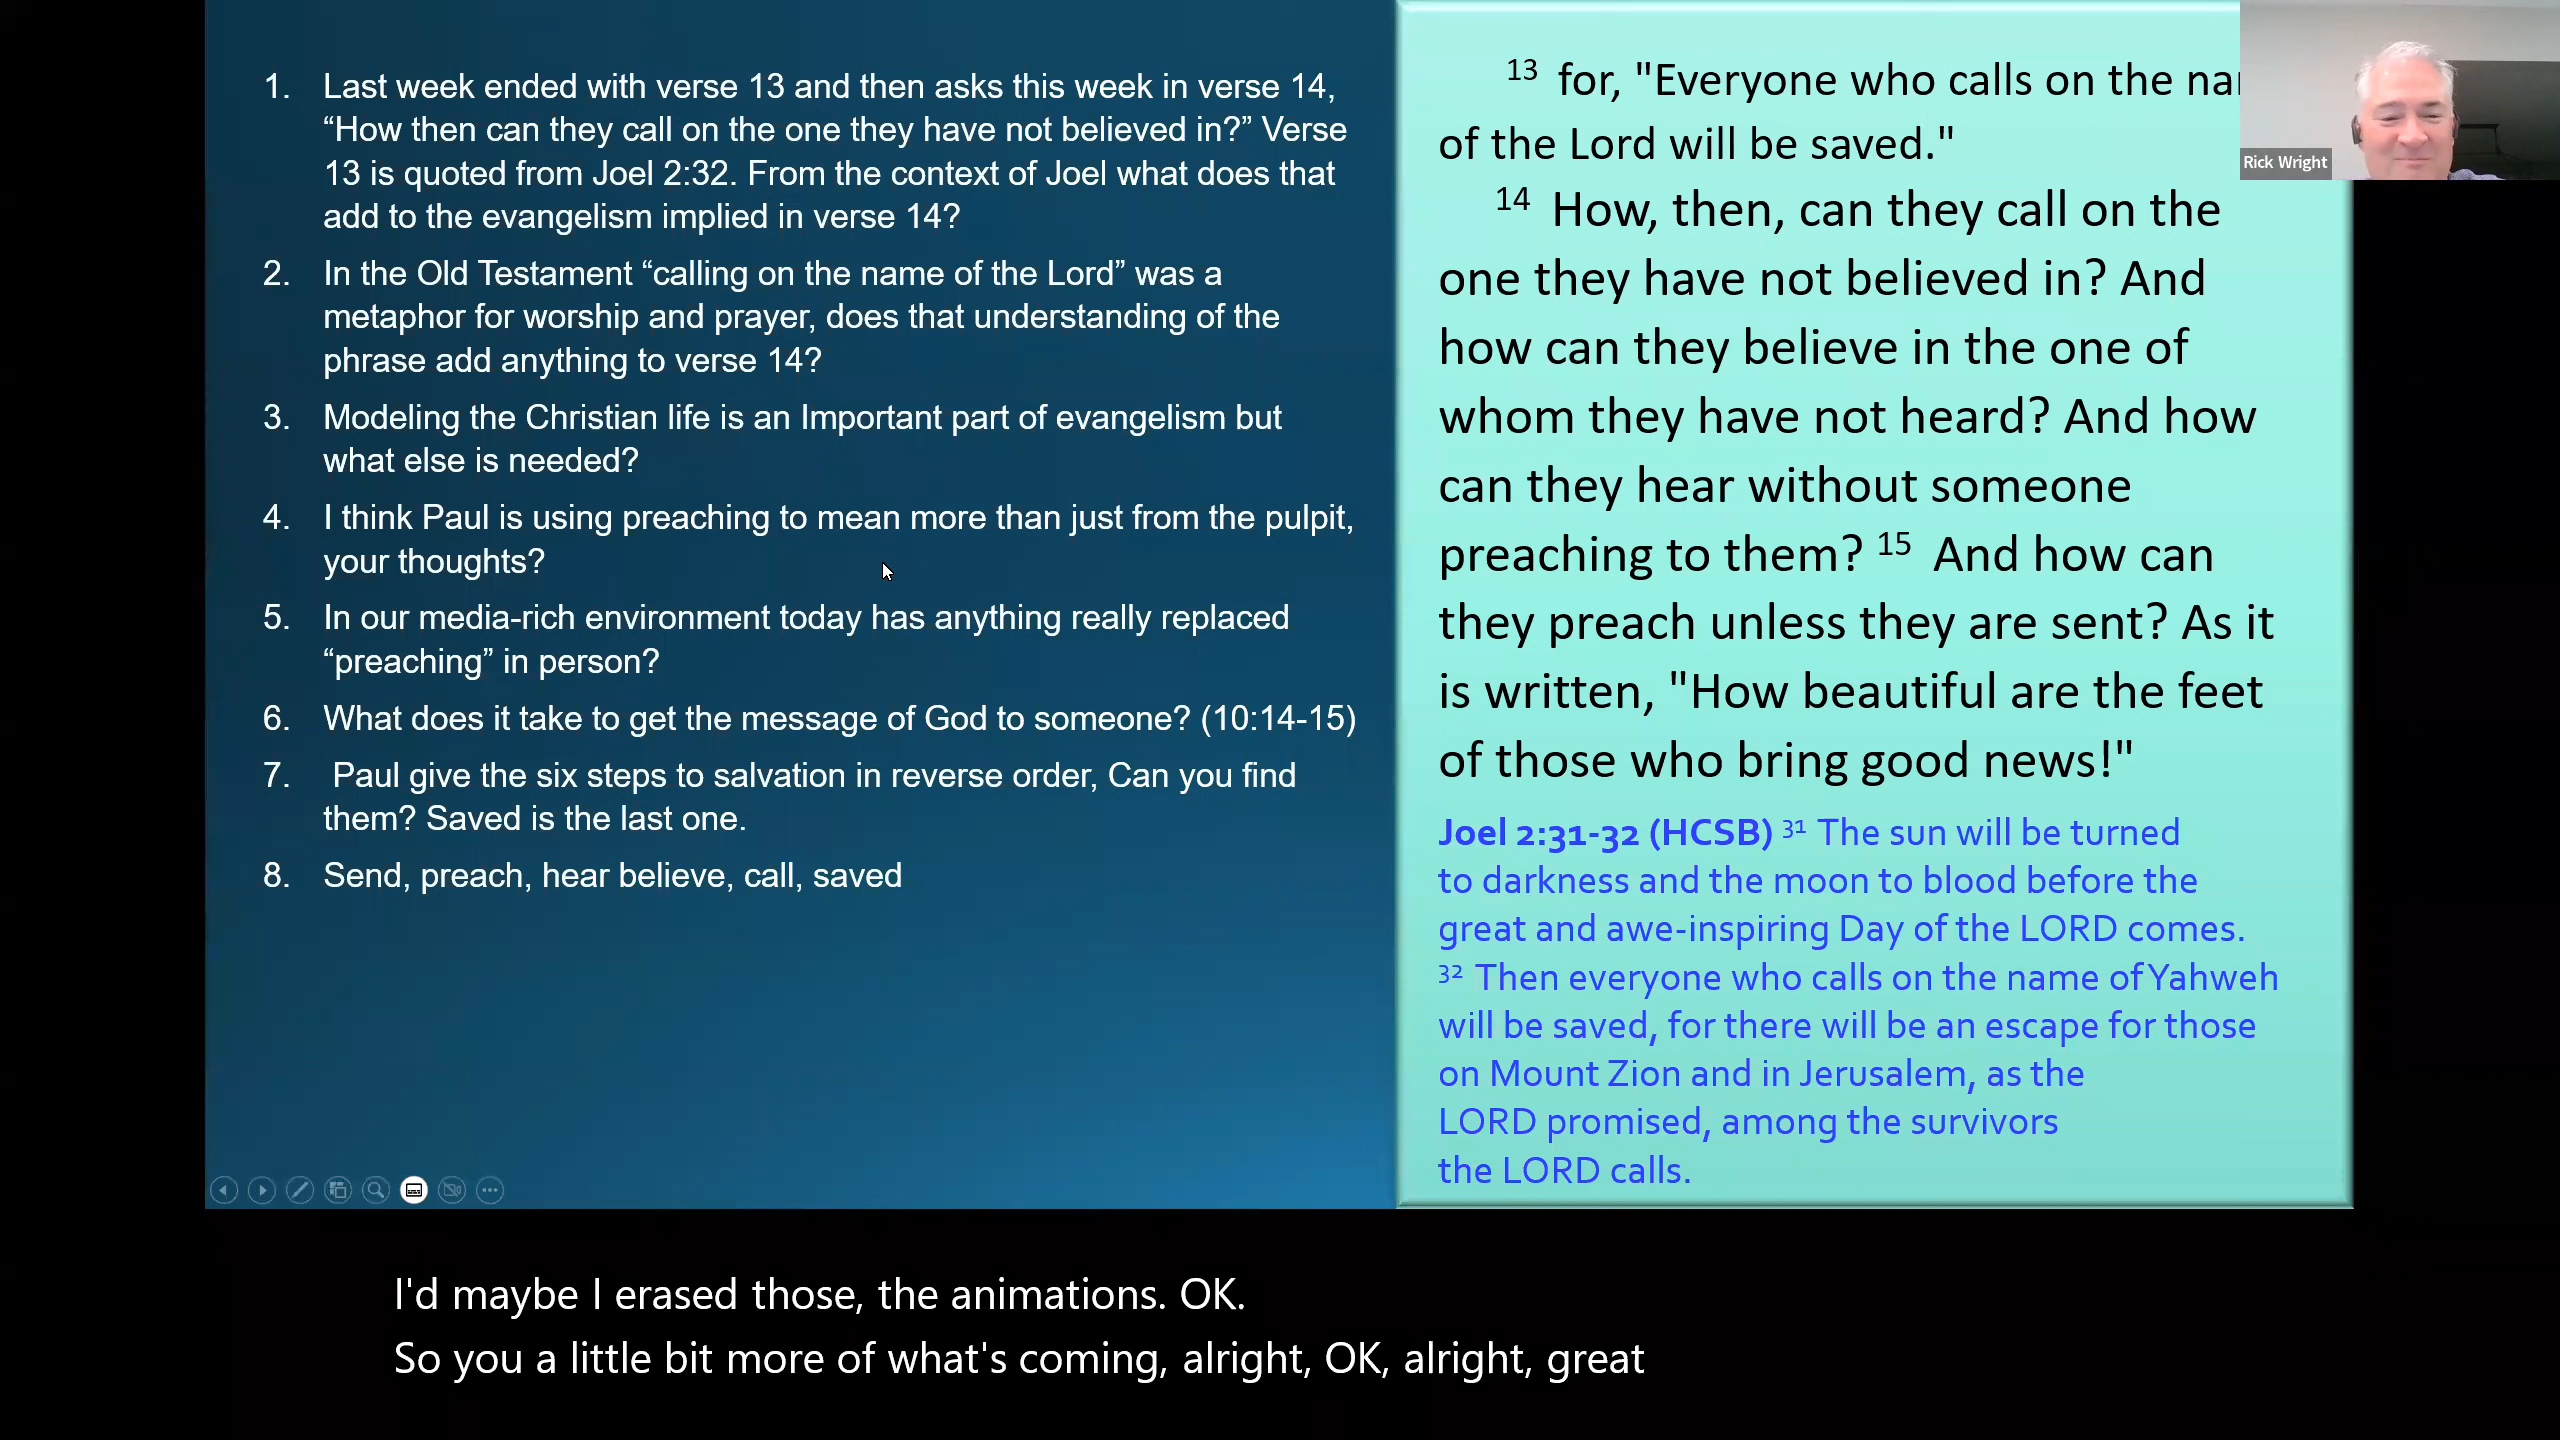 1. Last week ended with verse 13 and then asks this week in verse 14,
“How then can they call on the one they have not believed in?” Verse
13 is quoted from Joel 2:32. From the context of Joel what does that
add to the evangelism implied in verse 14?
2. In the Old Testament “calling on the name of the Lord” was a
metaphor for worship and prayer, does that understanding of the
phrase add anything to verse 14?
3. Modeling the Christian life is an Important part of evangelism but
what else is needed?
4. I think Paul is using preaching to mean more than just from the pulpit,
your thoughts?
5. In our media-rich environment today has anything really replaced
“preaching” in person?
6. What does it take to get the message of God to someone? (10:14-15)
7. Paul give the six steps to salvation in reverse order, Can you find
them? Saved is the last one.
8. Send, preach, hear believe, call, saved
13 for, "Everyone who calls on the
of the Lord will be saved."
14 How, then, can they call on the
one they have not believed in? And
how can they believe in the one of
whom they have not heard? And how
can they hear without someone
preaching to them? 15 And how can
they preach unless they are sent? As it
is written, "How beautiful are the feet
of those who bring good news!"
Joel 2:31-32 (HCSB) 31 The sun will be turned
to darkness and the moon to blood before the
great and awe-inspiring Day of the LORD comes.
32 Then everyone who calls on the name of Yahweh
will be saved, for there will be an escape for those
on Mount Zion and in Jerusalem, as the
LORD promised, among the survivors
the LORD calls.
Rick Wright
I'd maybe I erased those, the animations. OK.
So you a little bit more of what's coming, alright, OK, alright, great